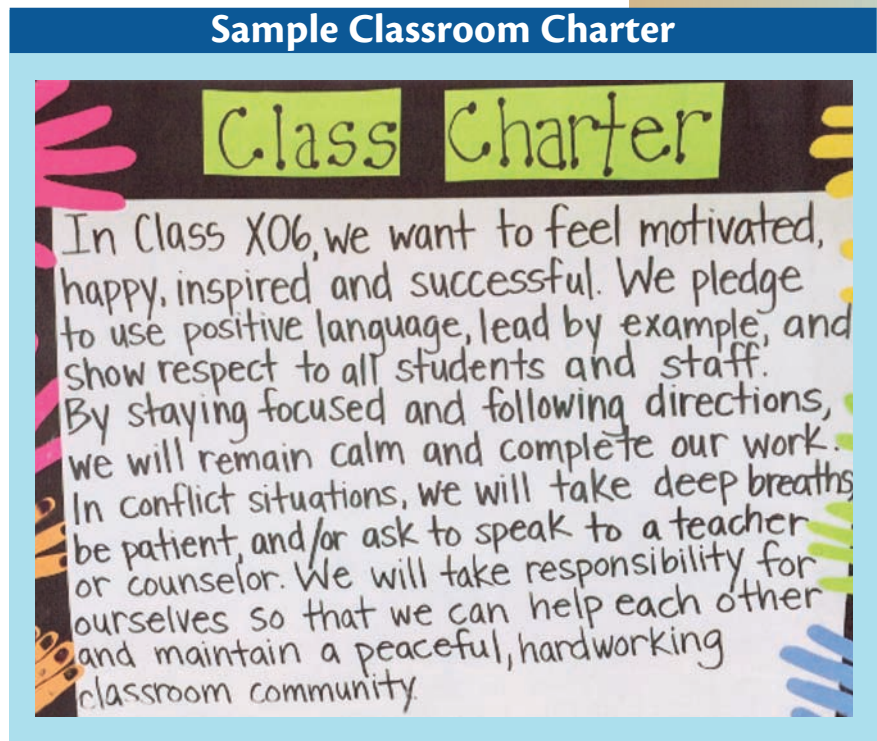 Sample Classroom Charter
Class Charter
In Class X06, we want to feel motivated,
happy, inspired and successful. We pledge
to use positive language, lead by example, and
show respect to all students and staff.
By staying focused and following directions,
we will remain calm and complete our work.
In conflict situations, we will take deep breaths
be patient, and/or ask to speak to a teacher
or counselor. We will take responsibility for
ourselves so that we can help each other
and maintain a peaceful, hardworking
classroom community.